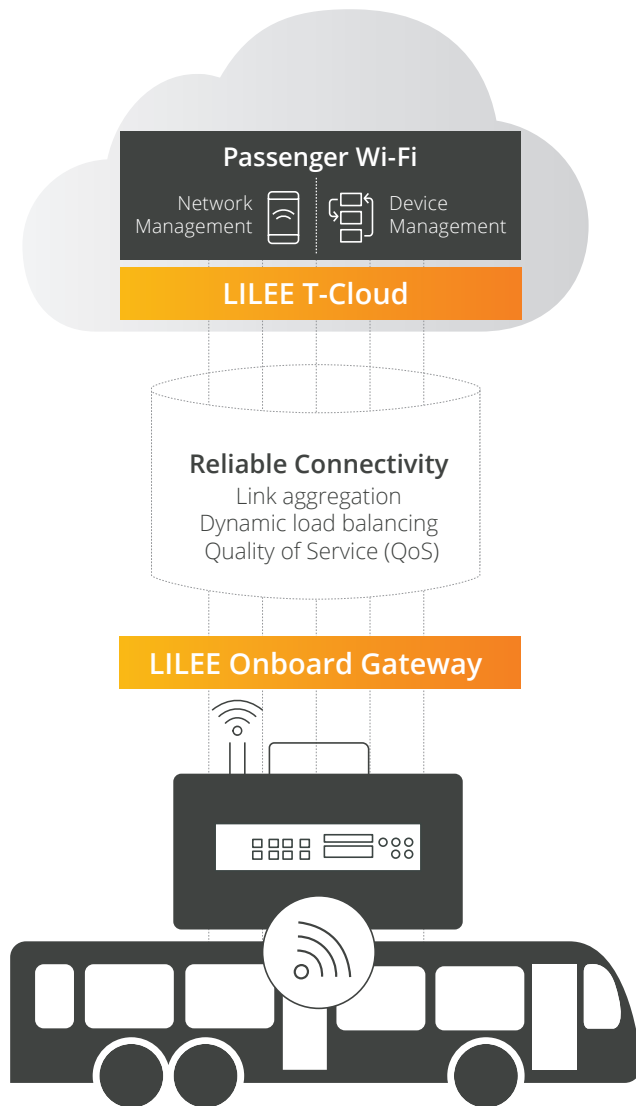 Passenger Wi-Fi
Network
Management
Device
Management
LILEE T-Cloud
Reliable Connectivity
Link aggregation
Dynamic load balancing
Quality of Service (QoS)
LILEE Onboard Gateway